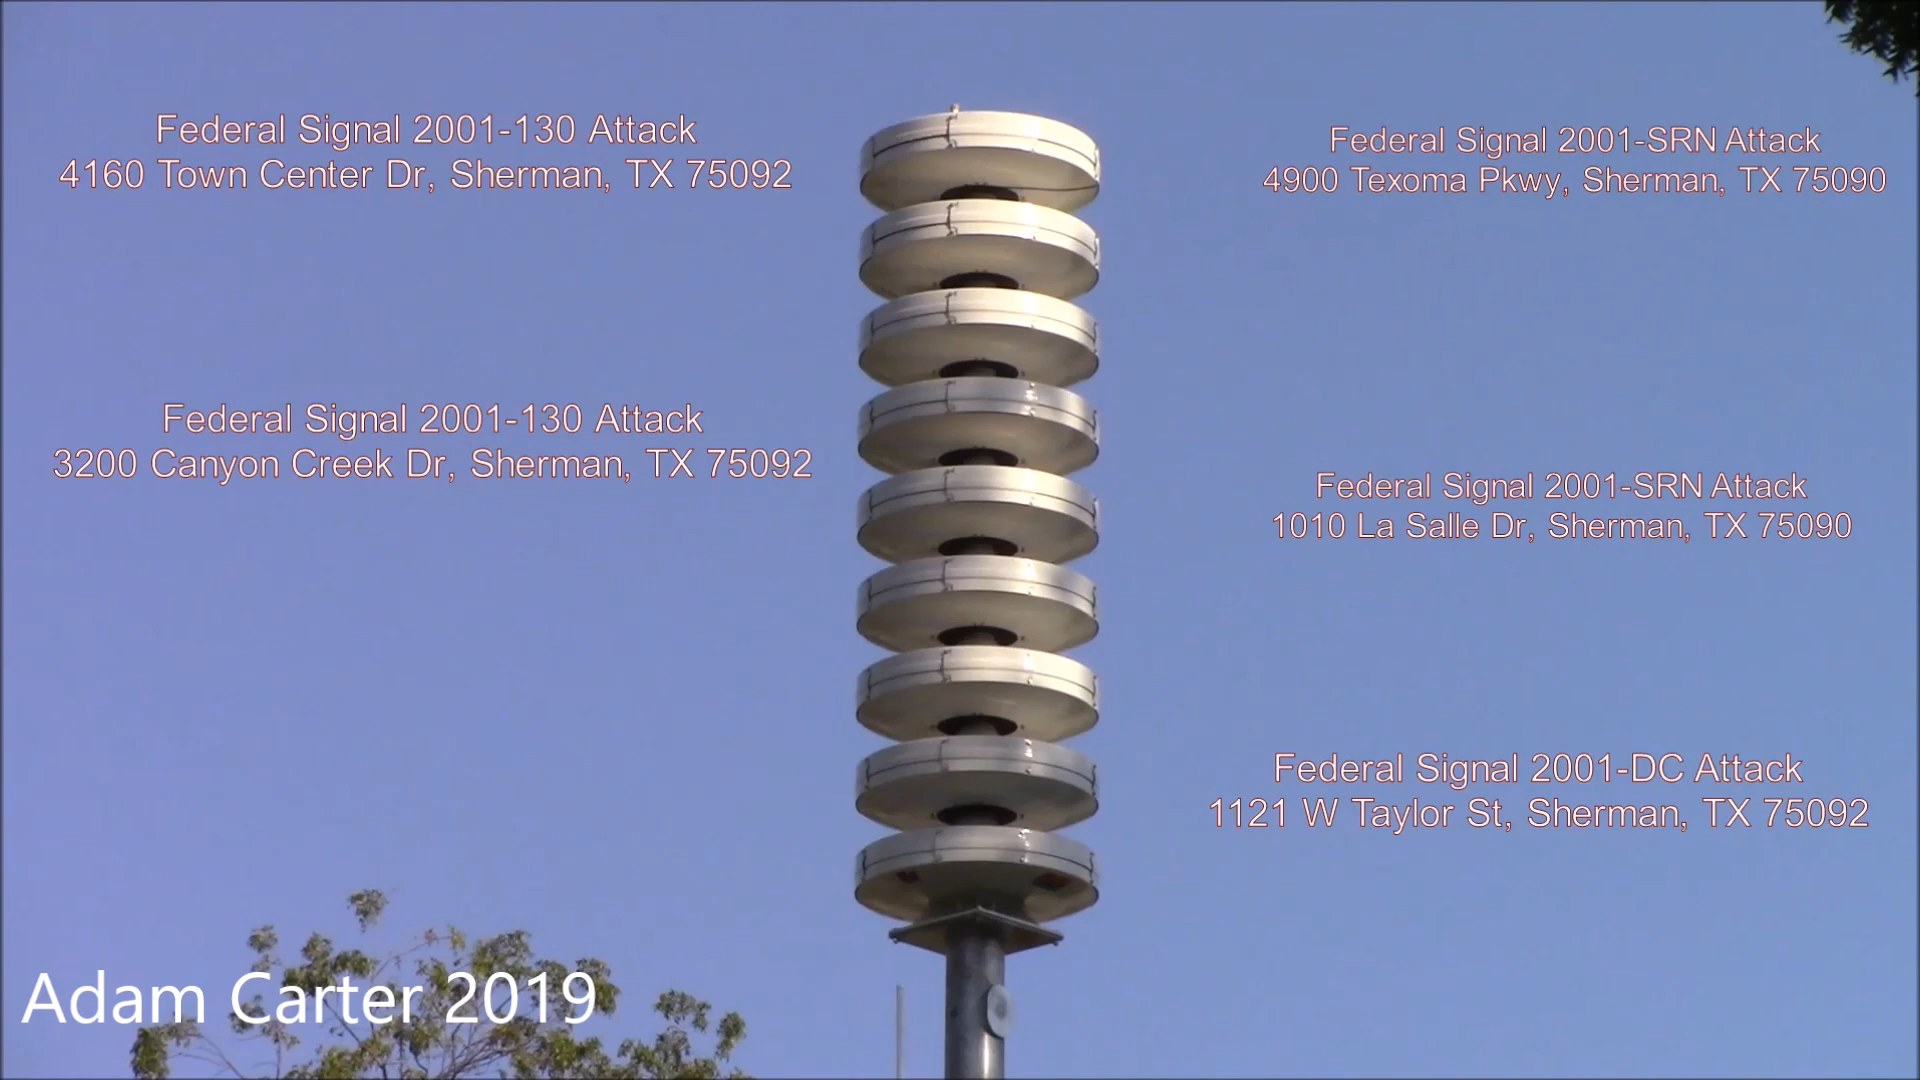 Federal Signal 2001-130 Attack
4160 Town Center Dr, Sherman, TX 75092
Federal Signal 2001-SRN Attack
4900 Texoma Pkwy, Sherman, TX 75090
Federal Signal 2001-130 Attack
3200 Canyon Creek Dr, Sherman, TX 75092
Federal Signal 2001-SRN Attack
1010 La Salle Dr, Sherman, TX 75090
Federal Signal 2001-DC Attack
1121 W Taylor St, Sherman, TX 75092
Adam Carter 2019